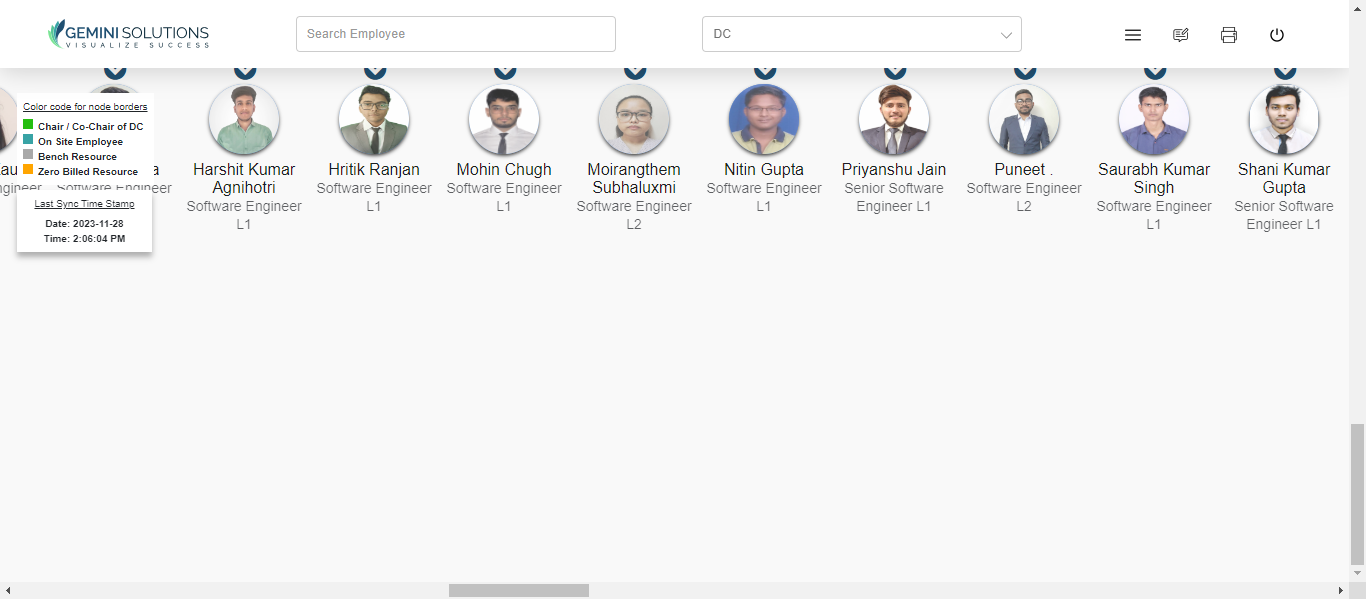 GEMINI SOLUTIONS
VISUALIZE SUCCESS
Search Employee
DC
Color code for node borders
Chair / Co-Chair of DC
On Site Employee
Bench Resource
Zero Billed Resource
Last Sync Time Stamp
Date: 2023-11-28
Time: 2:06:04 PM
Software Engineer
Harshit Kumar
Agnihotri
Software Engineer
L1
Hritik Ranjan
Software Engineer
L1
Mohin Chugh
Software Engineer
L1
Moirangthem
Subhaluxmi
Software Engineer
L2
Nitin Gupta
Software Engineer
L1
Priyanshu Jain
Senior Software
Engineer L1
Puneet .
Software Engineer
L2
Saurabh Kumar
Singh
Software Engineer
L1
Shani Kumar
Gupta
Senior Software
Engineer L1